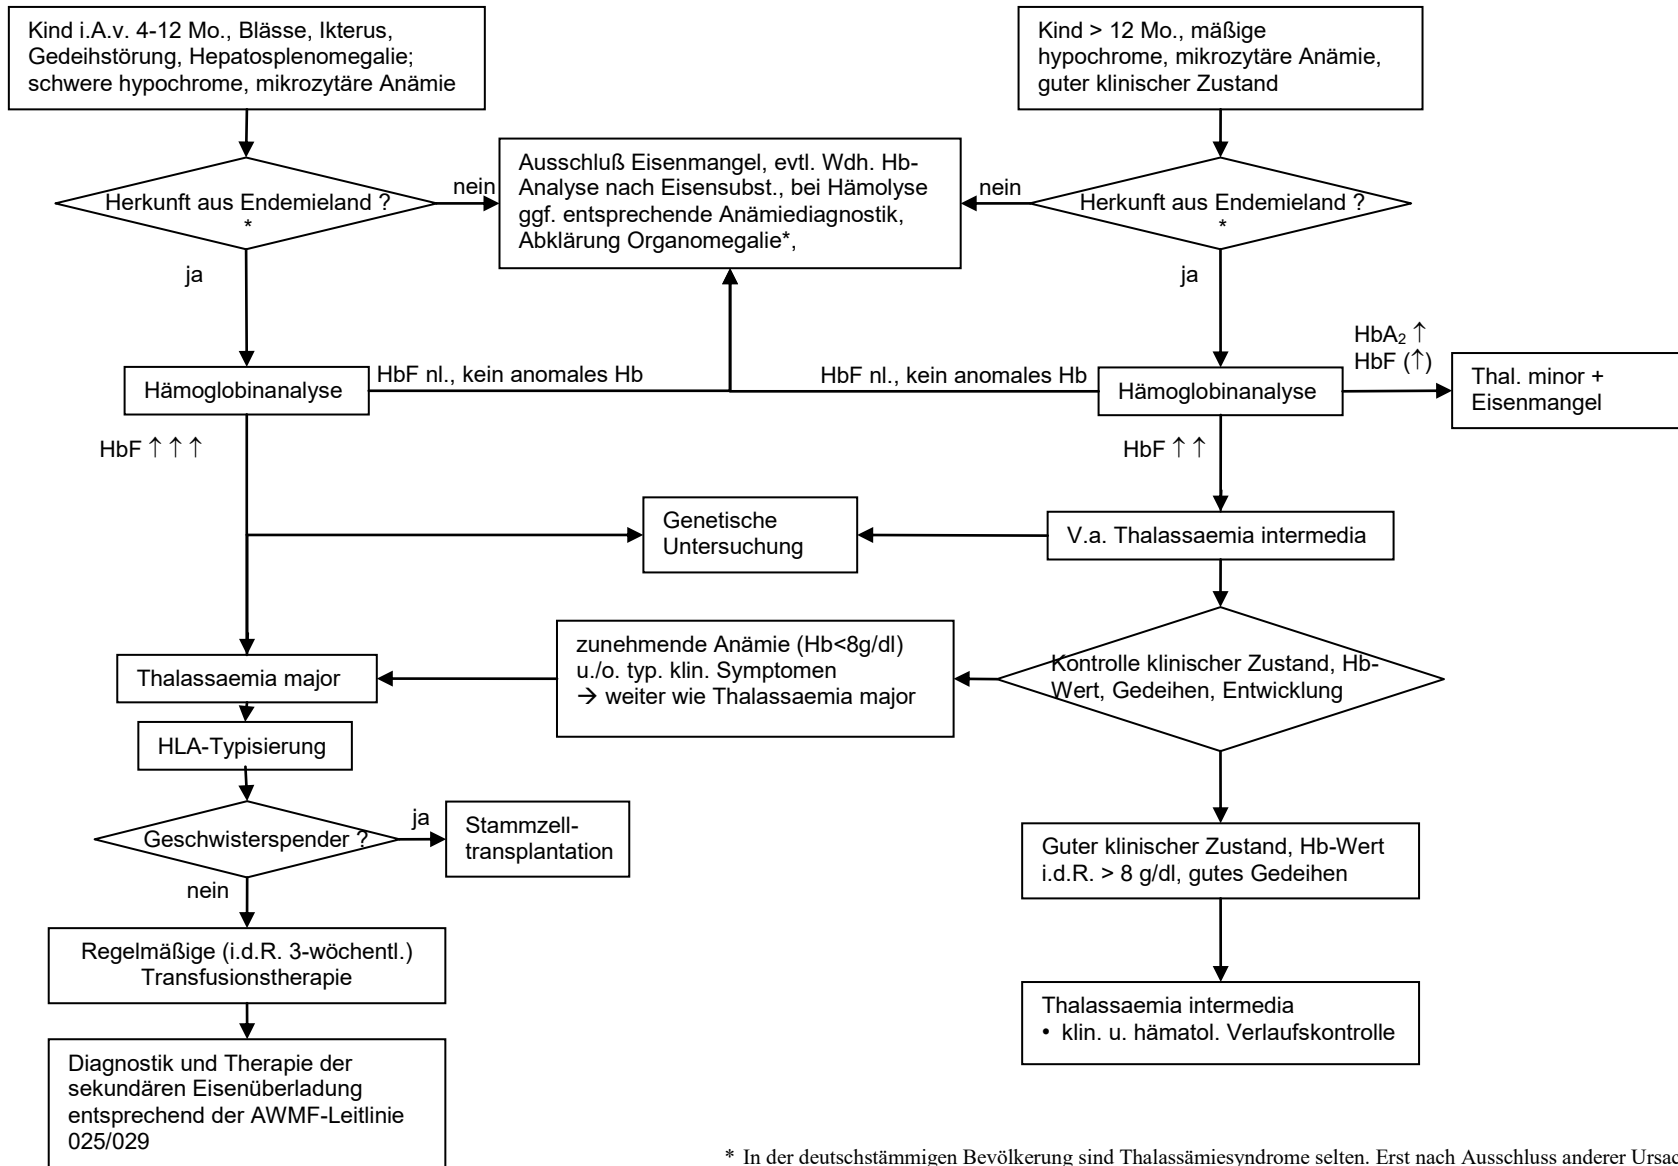 Kind i.A.v. 4-12 Mo., Blässe, Ikterus,
Gedeihstörung, Hepatosplenomegalie;
schwere hypochrome, mikrozytäre Anämie
Kind > 12 Mo., mäßige
hypochrome, mikrozytäre Anämie,
guter klinischer Zustand
Herkunft aus Endemieland ?
*
nein
Ausschluß Eisenmangel, evtl. Wdh. Hb-
Analyse nach Eisensubst., bei Hämolyse
ggf. entsprechende Anämiediagnostik,
Abklärung Organomegalie*,
nein
Herkunft aus Endemieland ?
*
ja
ja
Hämoglobinanalyse
HbF nl., kein anomales Hb
HbF nl., kein anomales Hb
Hämoglobinanalyse
HbA₂ ↑
HbF (↑)
Thal. minor +
Eisenmangel
HbF ↑ ↑ ↑
HbF ↑ ↑
Genetische
Untersuchung
V.a. Thalassaemia intermedia
Thalassaemia major
zunehmende Anämie (Hb<8g/dl)
u./o. typ. klin. Symptomen
→ weiter wie Thalassaemia major
Kontrolle klinischer Zustand, Hb-
Wert, Gedeihen, Entwicklung
HLA-Typisierung
Geschwisterspender ?
ja
Stammzell-
transplantation
nein
Guter klinischer Zustand, Hb-Wert
i.d.R. > 8 g/dl, gutes Gedeihen
Regelmäßige (i.d.R. 3-wöchentl.)
Transfusionstherapie
Thalassaemia intermedia
• klin. u. hämatol. Verlaufskontrolle
Diagnostik und Therapie der
sekundären Eisenüberladung
entsprechend der AWMF-Leitlinie
025/029
* In der deutschstämmigen Bevölkerung sind Thalassämiesyndrome selten. Erst nach Ausschluss anderer Ursa